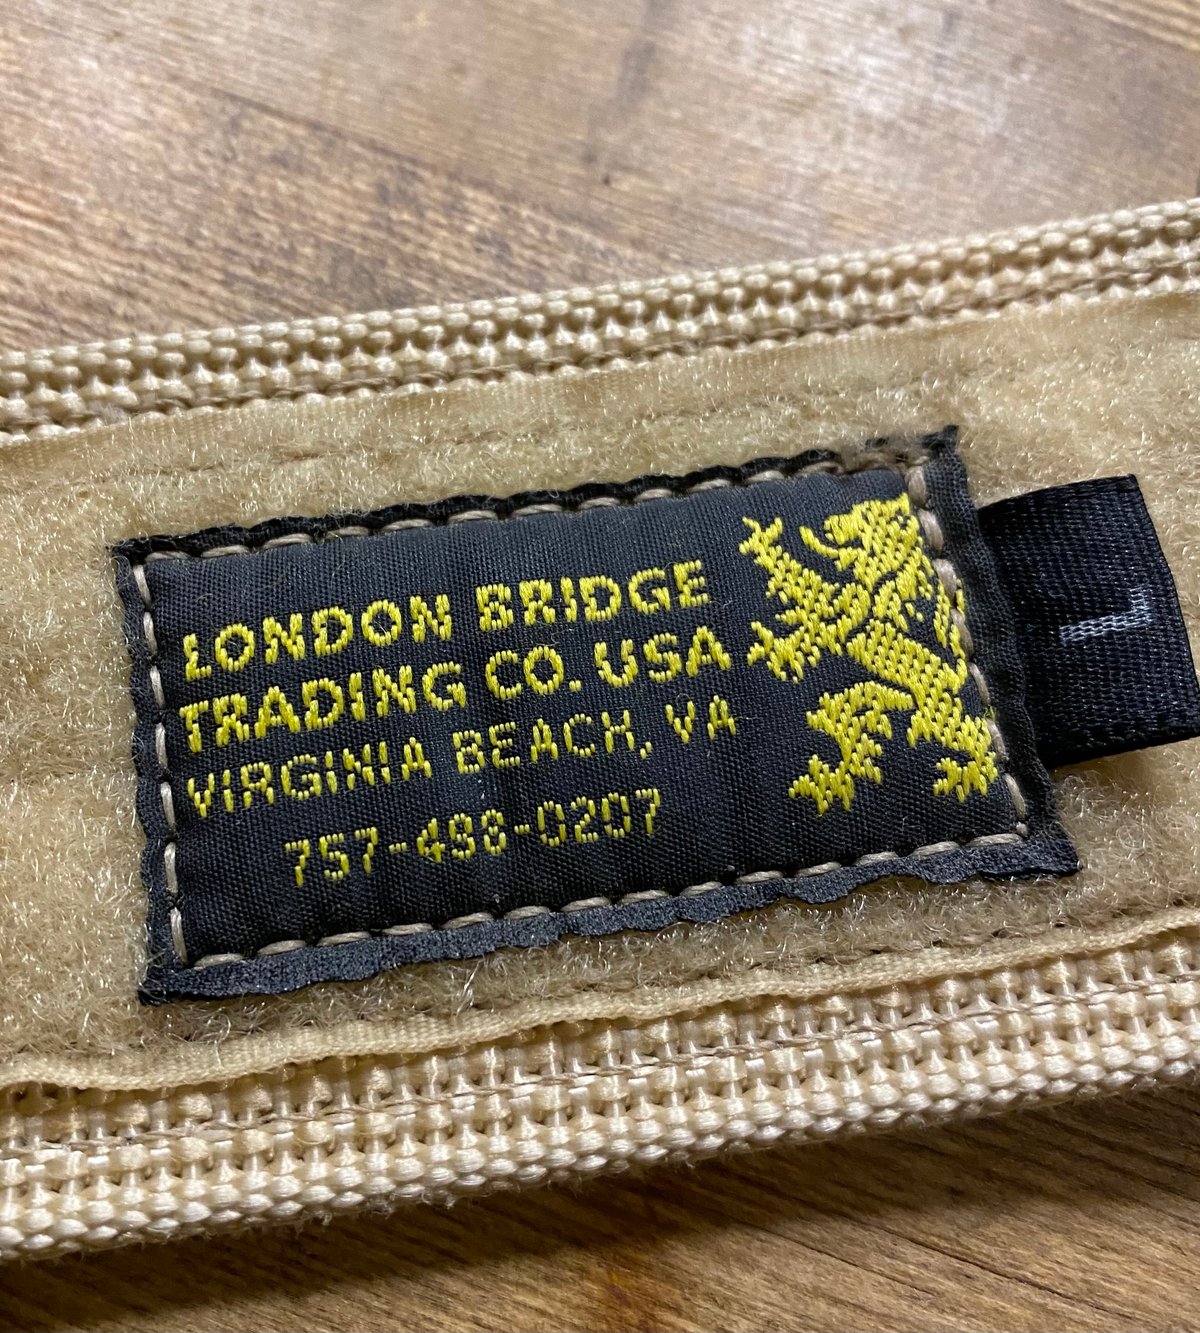 LONDON BRIDGE
TRADING CO. USA
VIRGINIA BEACH, VA
757-498-0207
L